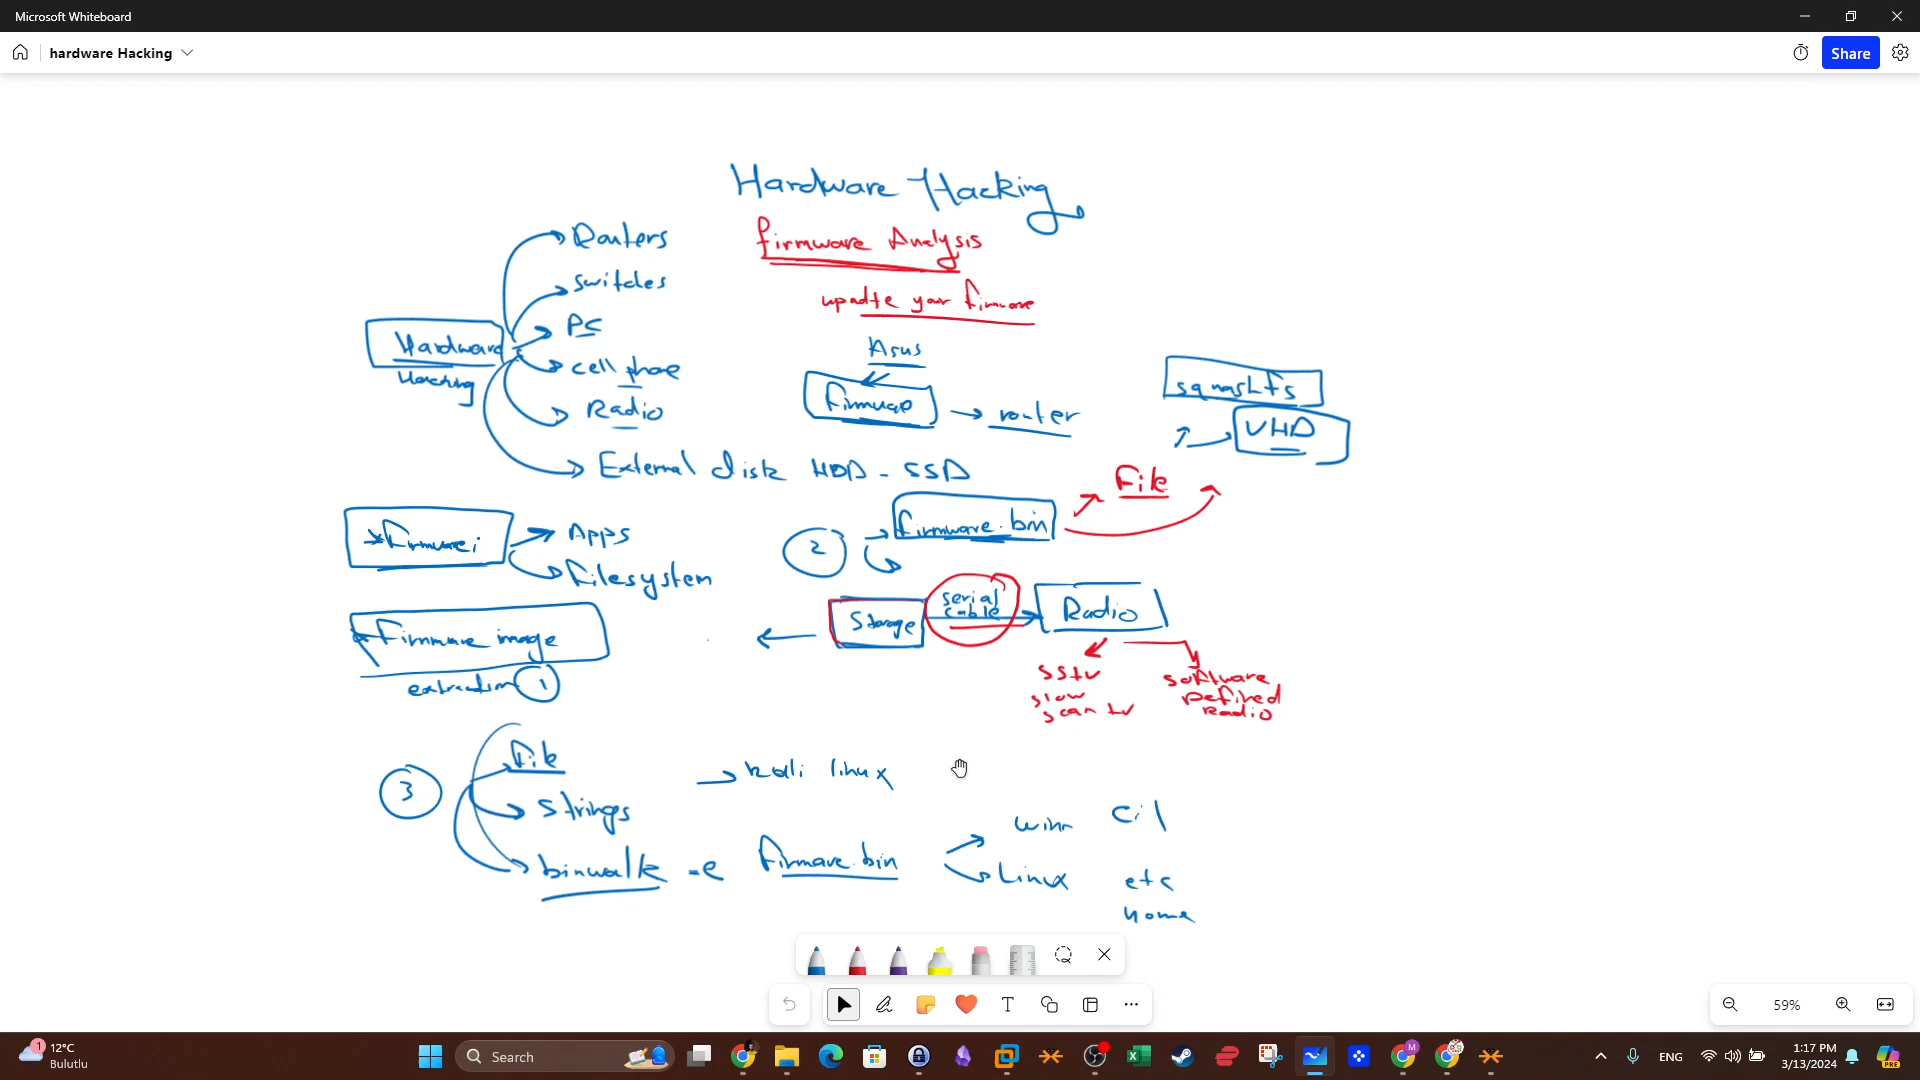 Microsoft Whiteboard
hardware Hacking
Share
Hardware Hacking
firmware Analysis
upadte your firmware
Hardware
Hacking
Routers
switches
PC
cell phone
Radio
External disk HDD - SSD
Asus
firmware
router
squashfs
VHD
File
firmware:
Apps
Filesystem
2
firmware.bin
firmware image
extraction 1
Storage
serial
cable
Radio
SSTV
slow
scan tv
software
Defined
radio
3
File
strings
binwalk -e firmware.bin
kali linux
win
Linux
etc
home
59%
1
12°C
Bulutlu
Search
ENG
1:17 PM
3/13/2024
PRE